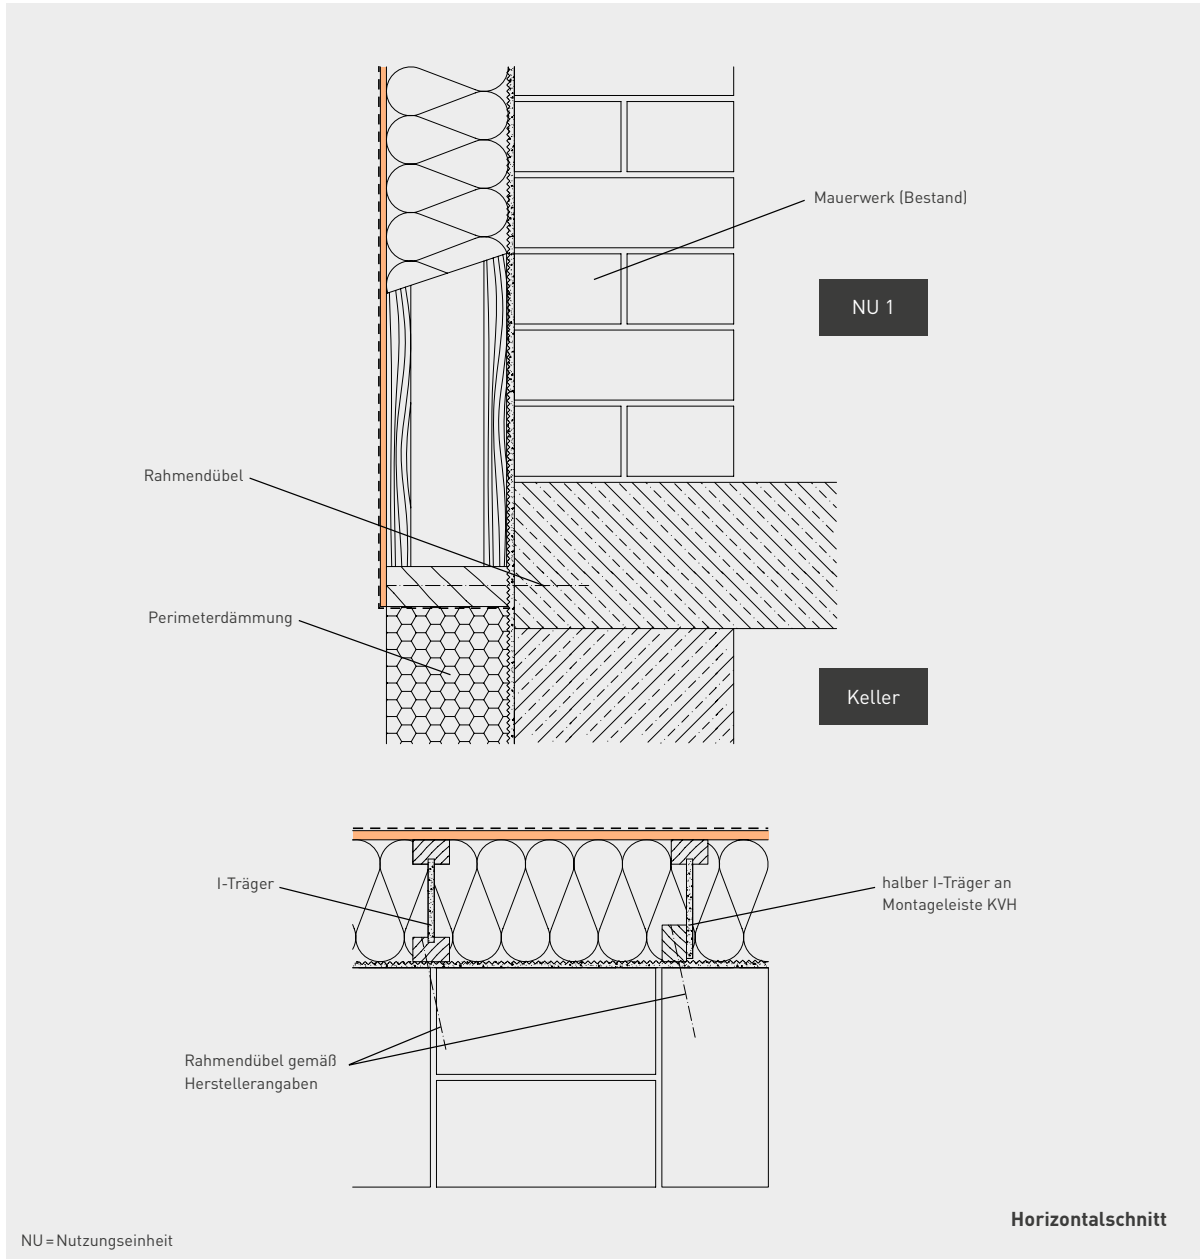 Mauerwerk (Bestand)
NU 1
Rahmendübel
Perimeterdämmung
Keller
I-Träger
halber I-Träger an
Montageleiste KVH
Rahmendübel gemäß
Herstellerangaben
Horizontalschnitt
NU = Nutzungseinheit